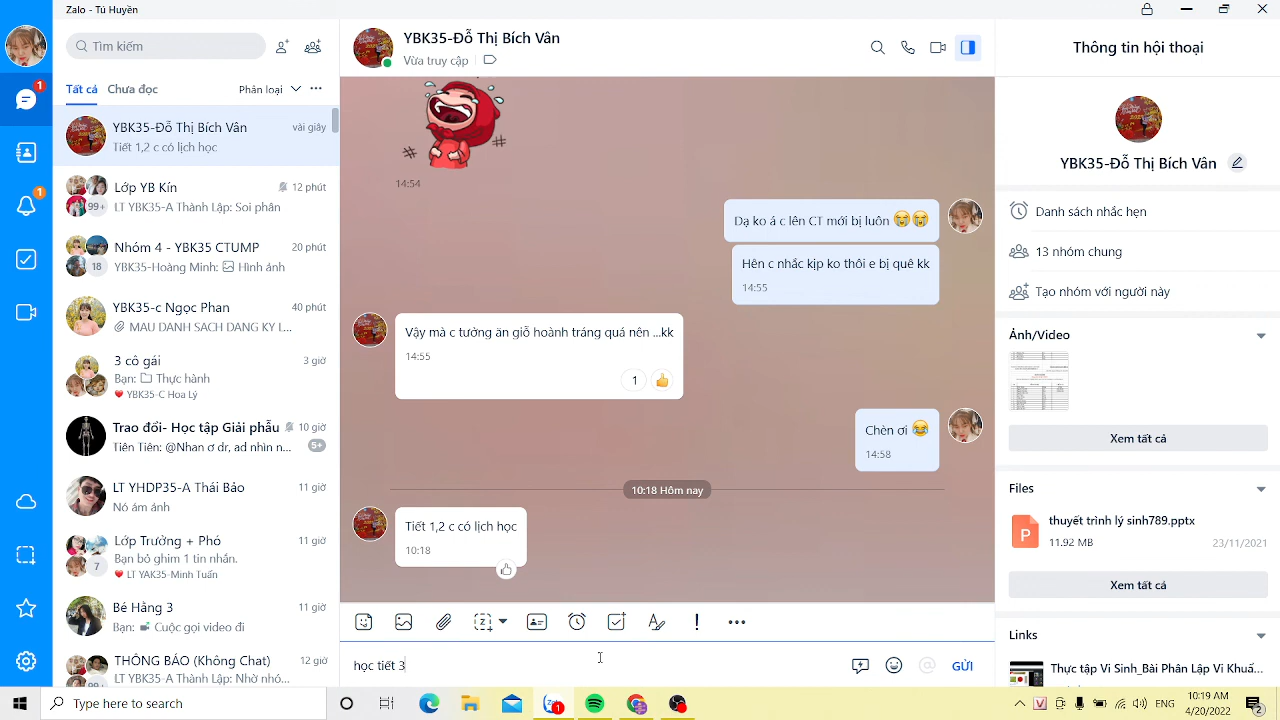 Zalo - Tú Huyền
Tìm kiếm
Tất cả
Chưa đọc
Phân loại
1
1
YBK35-Đỗ Thị Bích Vân
vài giây
Tiết 1,2 c có lịch học
Lớp YB Kín
12 phút
99+
LT YBK35-A Thành Lập: Soi phân
Nhóm 4 - YBK35 CTUMP
20 phút
18
YBK35-Hoàng Minh: Hình ảnh
YBK35-c Ngọc Phan
40 phút
MAU DANH SACH DANG KY L...
3 cô gái
3 giờ
Bạn: Thực hành
YBK35-C Hoa Lý
Trao đổi- Học tập Giải phẫu
10 giờ
Tiên Tiên: @Nhan ơ dr, ad nhìn n...
5+
LT YHDP35-A Thái Bảo
11 giờ
Nó ám ảnh
Lớp Trưởng + Phó
11 giờ
7
Bạn bỏ ghim 1 tin nhắn.
LT YAK35-Minh Tuấn
Bé Hằng 3
11 giờ
Bạn: Cuộc gọi video đi
THÔNG BÁO (Không Chat)
12 giờ
99+
LT YBK35-A Thành Lập: Nhờ nhó...
YBK35-Đỗ Thị Bích Vân
Vừa truy cập
14:54
Dạ ko á c lên CT mới bị luôn 😭😭
Hên c nhắc kịp ko thôi e bị quê kk
14:55
Vậy mà c tưởng ăn giỗ hoành tráng quá nên ...kk
14:55
1 👍
Chèn ơi 😂
14:58
10:18 Hôm nay
Tiết 1,2 c có lịch học
10:18
học tiết 3
GỬI
Thông tin hội thoại
YBK35-Đỗ Thị Bích Vân
Danh sách nhắc hẹn
13 nhóm chung
Tạo nhóm với người này
Ảnh/Video
Xem tất cả
Files
P
thuyết trình lý sinh789.pptx
11.92 MB
23/11/2021
Xem tất cả
Links
Thực tập Vi Sinh_Bài Phân Lập Vi Khuẩ...
Type here to search
1
ENG
10:19 AM
4/20/2022
2